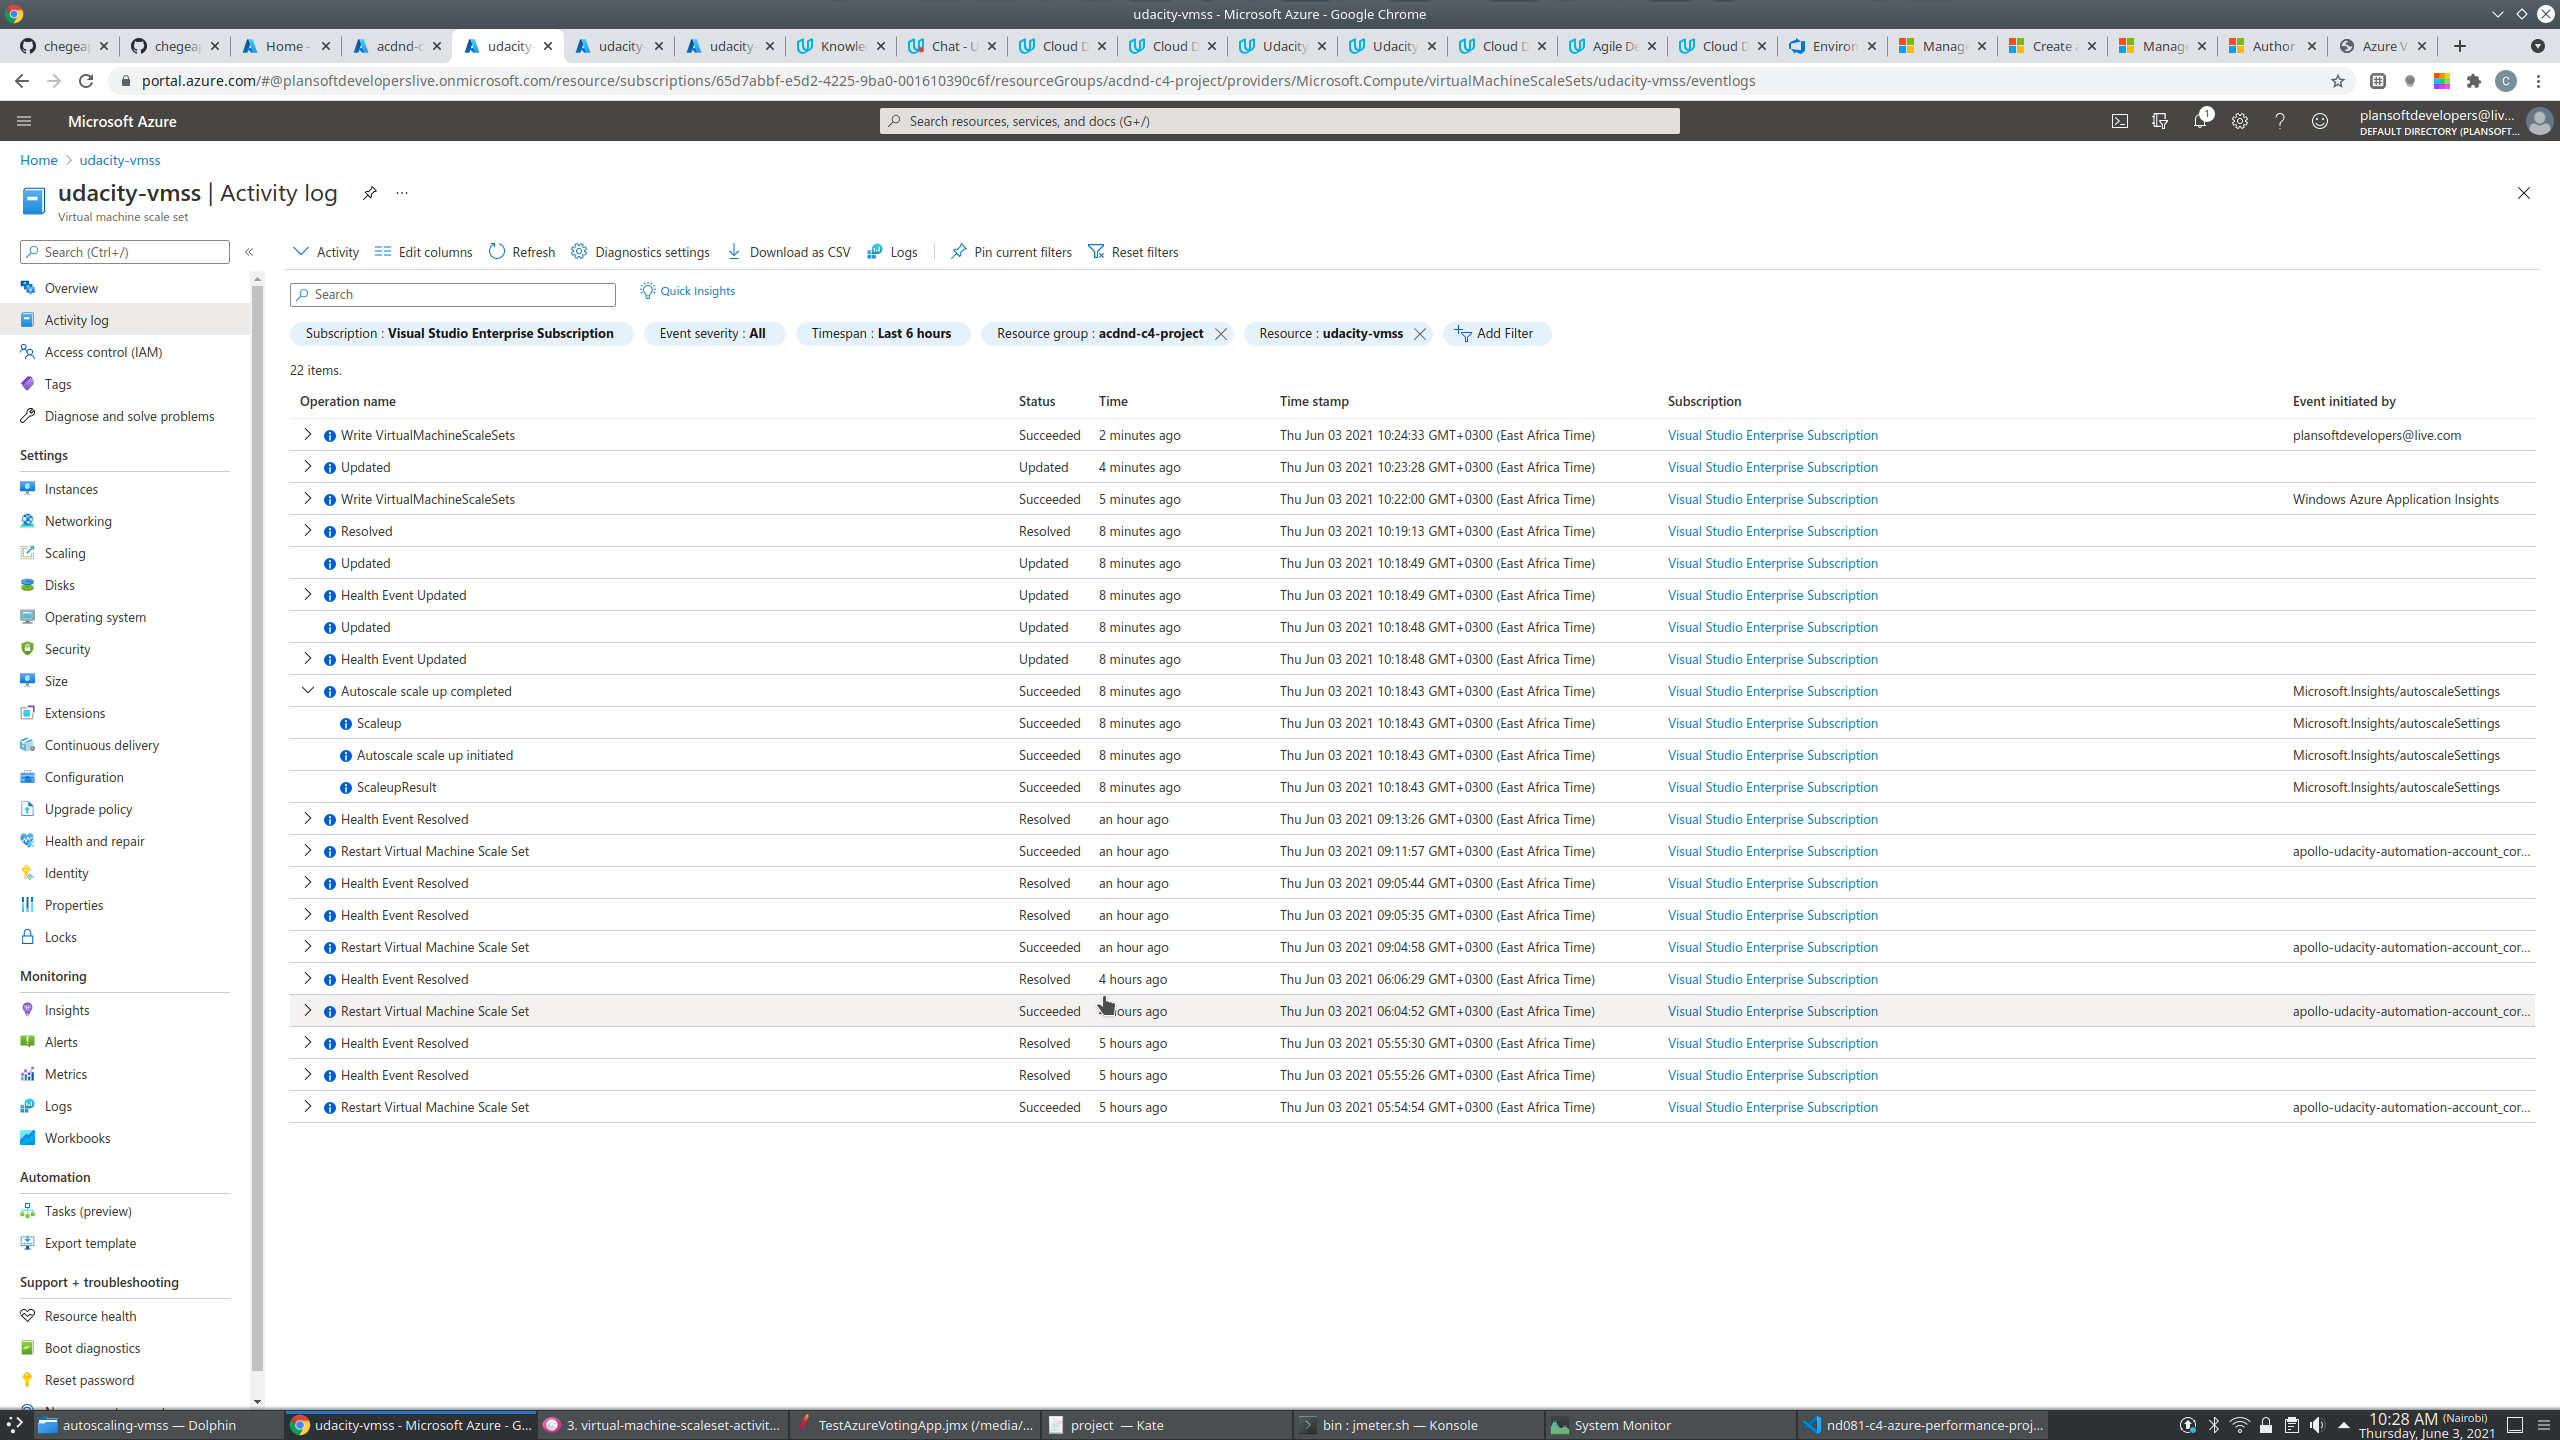 udacity-vmss - Microsoft Azure - Google Chrome
chegea
chegea
Home -
acdnd-c
udacity
udacity
udacity
Knowle
Chat - U
Cloud D
Cloud D
Udacity
Udacity
Cloud D
Agile De
Cloud D
Environ
Manag
Create a
Manag
Author
Azure V
portal.azure.com/#@plansoftdeveloperslive.onmicrosoft.com/resource/subscriptions/65d7abbf-e5d2-4225-9ba0-001610390c6f/resourceGroups/acdnd-c4-project/providers/Microsoft.Compute/virtualMachineScaleSets/udacity-vmss/eventlogs
C
Microsoft Azure
Search resources, services, and docs (G+/)
1
plansoftdevelopers@liv...
DEFAULT DIRECTORY (PLANSOFT...
Home > udacity-vmss
udacity-vmss | Activity log
Virtual machine scale set
Search (Ctrl+/)
Overview
Activity log
Access control (IAM)
Tags
Diagnose and solve problems
Settings
Instances
Networking
Scaling
Disks
Operating system
Security
Size
Extensions
Continuous delivery
Configuration
Upgrade policy
Health and repair
Identity
Properties
Locks
Monitoring
Insights
Alerts
Metrics
Logs
Workbooks
Automation
Tasks (preview)
Export template
Support + troubleshooting
Resource health
Boot diagnostics
Reset password
Activity Edit columns Refresh Diagnostics settings Download as CSV Logs Pin current filters Reset filters
Search
Quick Insights
Subscription : Visual Studio Enterprise Subscription Event severity : All Timespan : Last 6 hours Resource group : acdnd-c4-project Resource : udacity-vmss Add Filter
22 items.
Operation name Status Time Time stamp Subscription Event initiated by
Write VirtualMachineScaleSets Succeeded 2 minutes ago Thu Jun 03 2021 10:24:33 GMT+0300 (East Africa Time) Visual Studio Enterprise Subscription plansoftdevelopers@live.com
Updated Updated 4 minutes ago Thu Jun 03 2021 10:23:28 GMT+0300 (East Africa Time) Visual Studio Enterprise Subscription
Write VirtualMachineScaleSets Succeeded 5 minutes ago Thu Jun 03 2021 10:22:00 GMT+0300 (East Africa Time) Visual Studio Enterprise Subscription Windows Azure Application Insights
Resolved Resolved 8 minutes ago Thu Jun 03 2021 10:19:13 GMT+0300 (East Africa Time) Visual Studio Enterprise Subscription
Updated Updated 8 minutes ago Thu Jun 03 2021 10:18:49 GMT+0300 (East Africa Time) Visual Studio Enterprise Subscription
Health Event Updated Updated 8 minutes ago Thu Jun 03 2021 10:18:49 GMT+0300 (East Africa Time) Visual Studio Enterprise Subscription
Updated Updated 8 minutes ago Thu Jun 03 2021 10:18:48 GMT+0300 (East Africa Time) Visual Studio Enterprise Subscription
Health Event Updated Updated 8 minutes ago Thu Jun 03 2021 10:18:48 GMT+0300 (East Africa Time) Visual Studio Enterprise Subscription
Autoscale scale up completed Succeeded 8 minutes ago Thu Jun 03 2021 10:18:43 GMT+0300 (East Africa Time) Visual Studio Enterprise Subscription Microsoft.Insights/autoscaleSettings
Scaleup Succeeded 8 minutes ago Thu Jun 03 2021 10:18:43 GMT+0300 (East Africa Time) Visual Studio Enterprise Subscription Microsoft.Insights/autoscaleSettings
Autoscale scale up initiated Succeeded 8 minutes ago Thu Jun 03 2021 10:18:43 GMT+0300 (East Africa Time) Visual Studio Enterprise Subscription Microsoft.Insights/autoscaleSettings
ScaleupResult Succeeded 8 minutes ago Thu Jun 03 2021 10:18:43 GMT+0300 (East Africa Time) Visual Studio Enterprise Subscription Microsoft.Insights/autoscaleSettings
Health Event Resolved Resolved an hour ago Thu Jun 03 2021 09:13:26 GMT+0300 (East Africa Time) Visual Studio Enterprise Subscription
Restart Virtual Machine Scale Set Succeeded an hour ago Thu Jun 03 2021 09:11:57 GMT+0300 (East Africa Time) Visual Studio Enterprise Subscription apollo-udacity-automation-account_cor...
Health Event Resolved Resolved an hour ago Thu Jun 03 2021 09:05:44 GMT+0300 (East Africa Time) Visual Studio Enterprise Subscription
Health Event Resolved Resolved an hour ago Thu Jun 03 2021 09:05:35 GMT+0300 (East Africa Time) Visual Studio Enterprise Subscription
Restart Virtual Machine Scale Set Succeeded an hour ago Thu Jun 03 2021 09:04:58 GMT+0300 (East Africa Time) Visual Studio Enterprise Subscription apollo-udacity-automation-account_cor...
Health Event Resolved Resolved 4 hours ago Thu Jun 03 2021 06:06:29 GMT+0300 (East Africa Time) Visual Studio Enterprise Subscription
Restart Virtual Machine Scale Set Succeeded ago Thu Jun 03 2021 06:04:52 GMT+0300 (East Africa Time) Visual Studio Enterprise Subscription apollo-udacity-automation-account_cor...
Health Event Resolved Resolved 5 hours ago Thu Jun 03 2021 05:55:30 GMT+0300 (East Africa Time) Visual Studio Enterprise Subscription
Health Event Resolved Resolved 5 hours ago Thu Jun 03 2021 05:55:26 GMT+0300 (East Africa Time) Visual Studio Enterprise Subscription
Restart Virtual Machine Scale Set Succeeded 5 hours ago Thu Jun 03 2021 05:54:54 GMT+0300 (East Africa Time) Visual Studio Enterprise Subscription apollo-udacity-automation-account_cor...
autoscaling-vmss — Dolphin
udacity-vmss - Microsoft Azure - G...
3. virtual-machine-scaleset-activit...
TestAzureVotingApp.jmx (/media/...
project — Kate
bin : jmeter.sh — Konsole
System Monitor
nd081-c4-azure-performance-proj...
10:28 AM (Nairobi)
Thursday, June 3, 2021